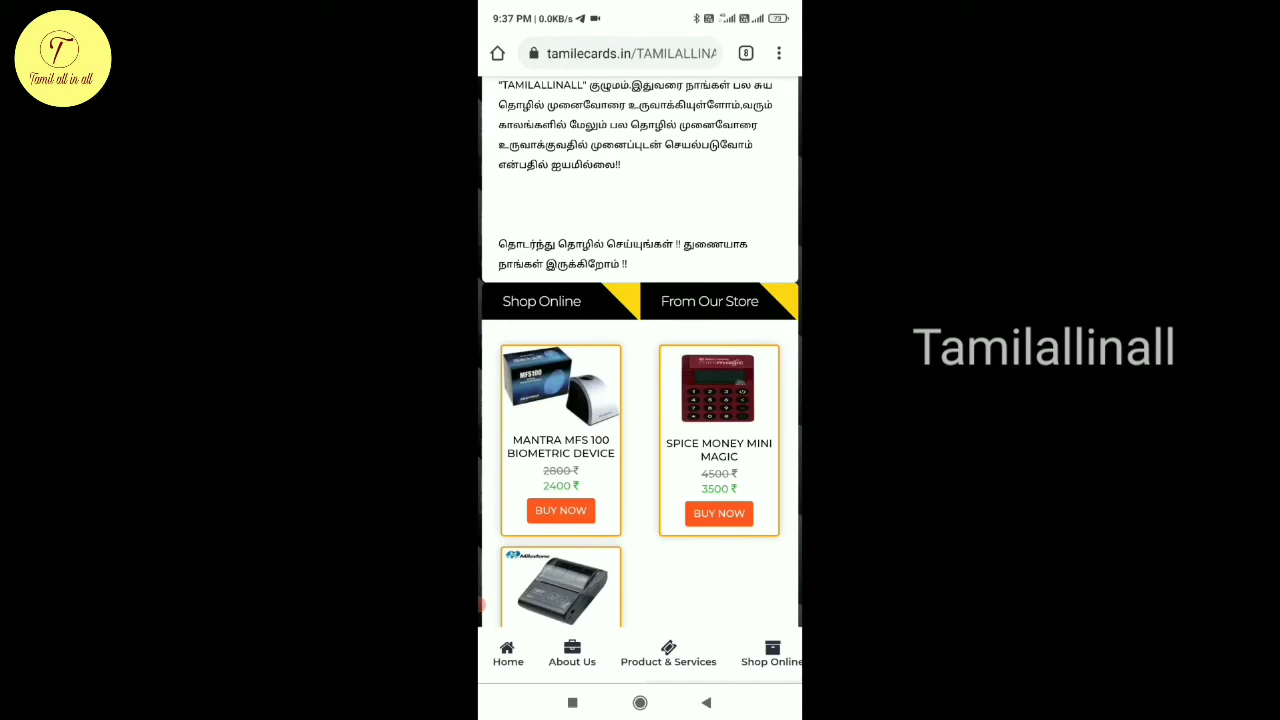 T
Tamil all in all
9:37 PM | 0.0KB/s
73
tamilecards.in/TAMILALLINA
8
"TAMILALLINALL" குழுமம்.இதுவரை நாங்கள் பல சுய
தொழில் முனைவோரை உருவாக்கியுள்ளோம்,வரும்
காலங்களில் மேலும் பல தொழில் முனைவோரை
உருவாக்குவதில் முனைப்புடன் செயல்படுவோம்
என்பதில் ஐயமில்லை!!
தொடர்ந்து தொழில் செய்யுங்கள் !! துணையாக
நாங்கள் இருக்கிறோம் !!
Shop Online
From Our Store
MFS100
MANTRA MFS 100
BIOMETRIC DEVICE
2800 ₹
2400 ₹
BUY NOW
SPICE MONEY MINI
MAGIC
4500 ₹
3500 ₹
BUY NOW
Milestone
Home
About Us
Product & Services
Shop Online
Tamilallinall